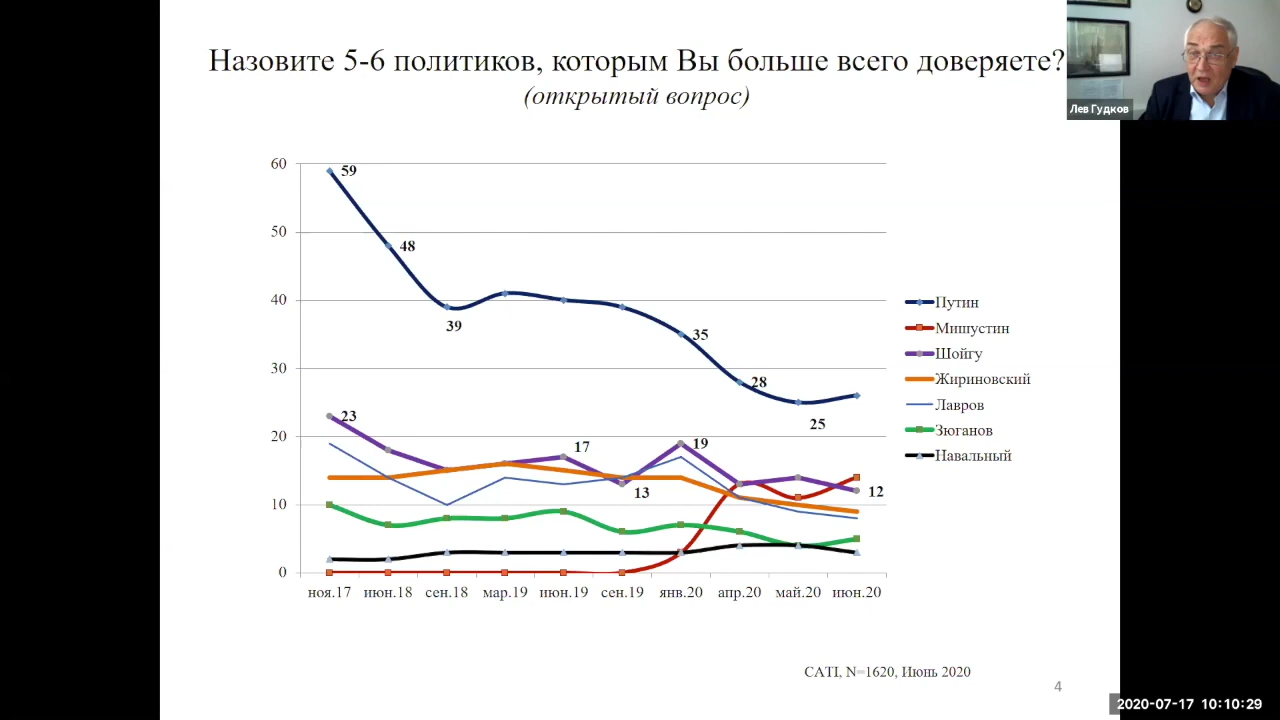 Назовите 5-6 политиков, которым Вы больше всего доверяете?
(открытый вопрос)
Лев Гудков
60
50
40
30
20
10
0
59
48
39
35
28
25
23
17
13
19
12
ноя.17 июн.18 сен.18 мар.19 июн.19 сен.19 янв.20 апр.20 май.20 июн.20
Путин
Мишустин
Шойгу
Жириновский
Лавров
Зюганов
Навальный
CATI, N=1620, Июнь 2020
4
2020-07-17 10:10:29